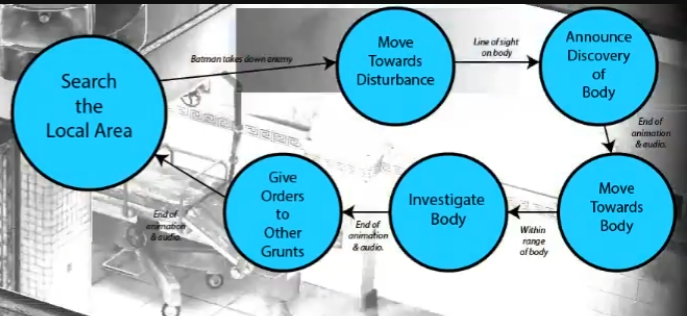 Search
the
Local Area
Batman takes down enemy
Move
Towards
Disturbance
Line of sight
on body
Announce
Discovery
of
Body
End of
animation
& audio.
Move
Towards
Body
Within
range
of body
Investigate
Body
End of
animation
& audio.
Give
Orders
to
Other
Grunts
End of
animation
& audio.